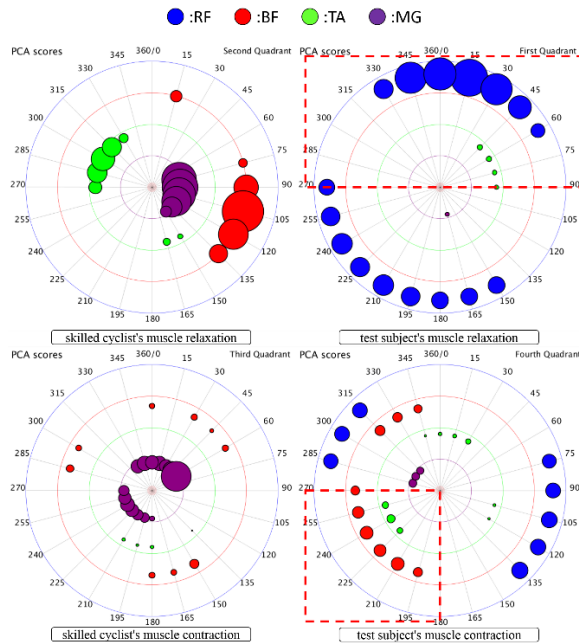 :RF :BF :TA :MG
PCA scores Second Quadrant
360/0 15 30 45 60 75 90 105 120 135 150 165 180 195 210 225 240 255 270 285 300 315 330 345
skilled cyclist's muscle relaxation
PCA scores First Quadrant
360/0 15 30 45 60 75 90 105 120 135 150 165 180 195 210 225 240 255 270 285 300 315 330 345
test subject's muscle relaxation
PCA scores Third Quadrant
360/0 15 30 45 60 75 90 105 120 135 150 165 180 195 210 225 240 255 270 285 300 315 330 345
skilled cyclist's muscle contraction
PCA scores Fourth Quadrant
360/0 15 30 45 60 75 90 105 120 135 150 165 180 195 210 225 240 255 270 285 300 315 330 345
test subject's muscle contraction